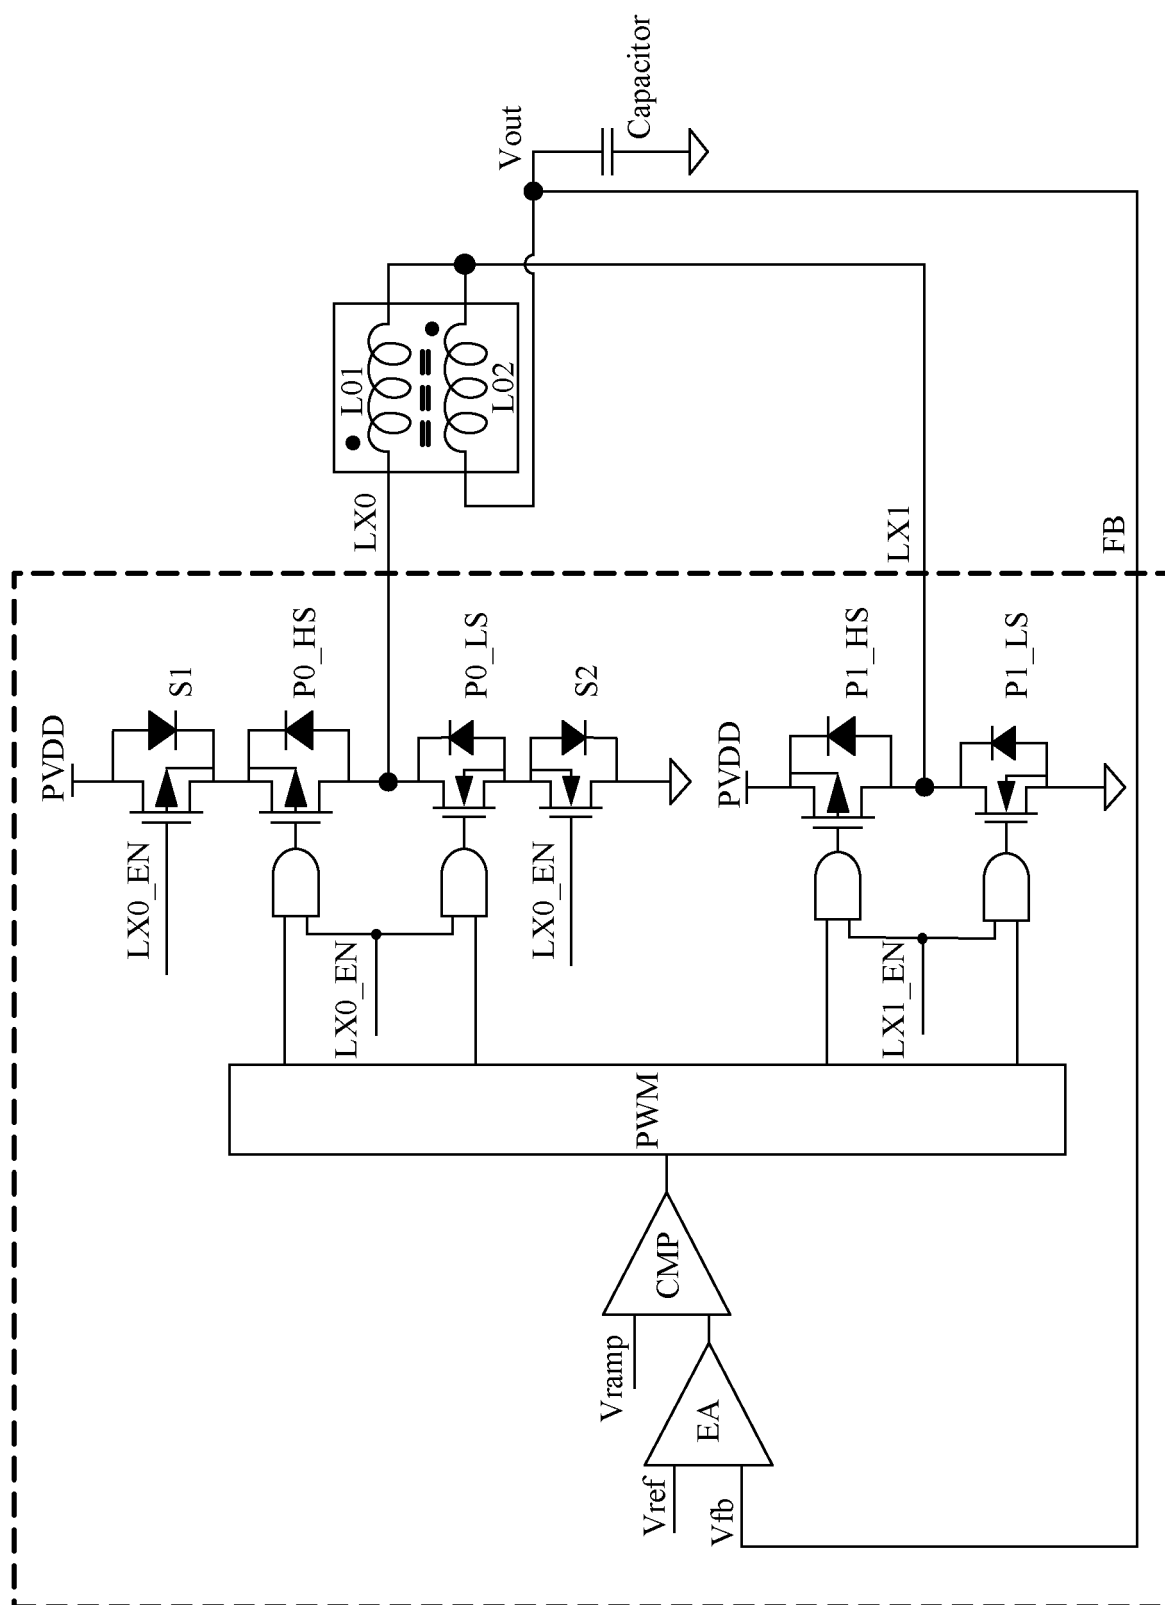 Vref
Vfb
EA
Vramp
CMP
PWM
LX0_EN
LX0_EN
LX0_EN
LX1_EN
PVDD
S1
P0_HS
P0_LS
S2
PVDD
P1_HS
P1_LS
LX0
LX1
FB
L01
L02
Vout
Capacitor